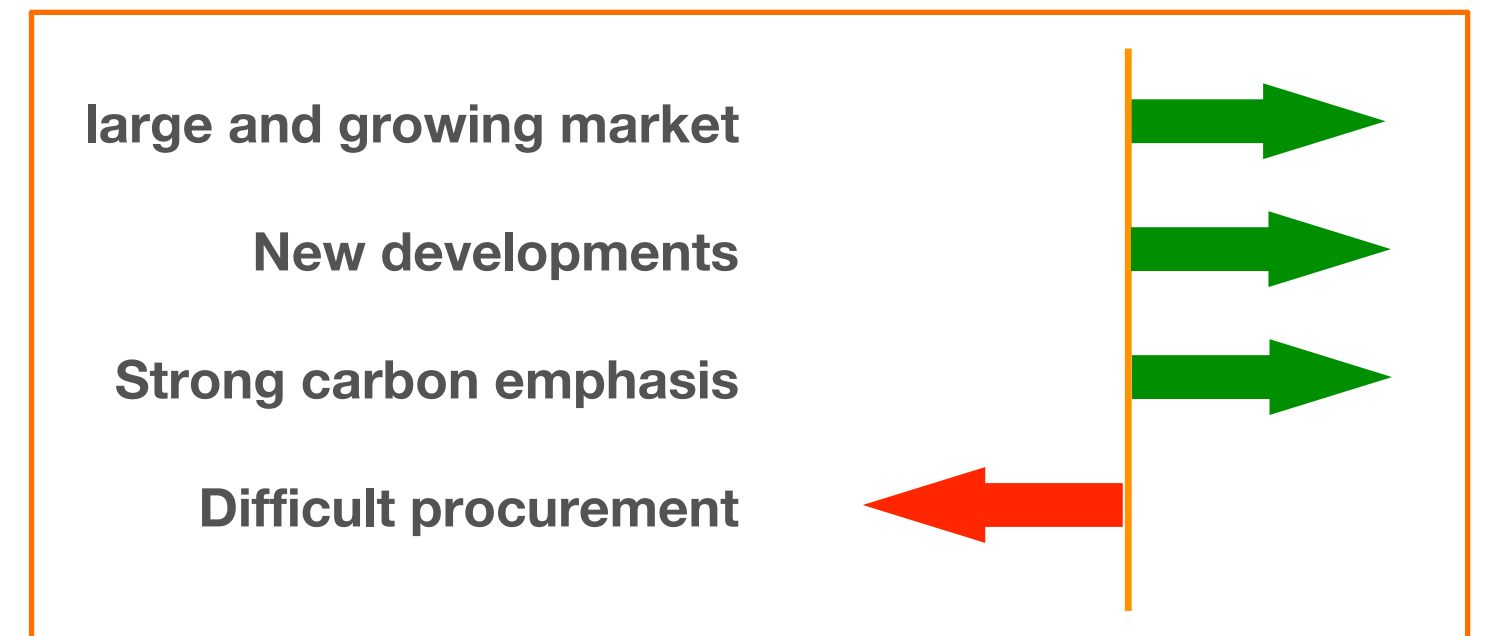 large and growing market
New developments
Strong carbon emphasis
Difficult procurement